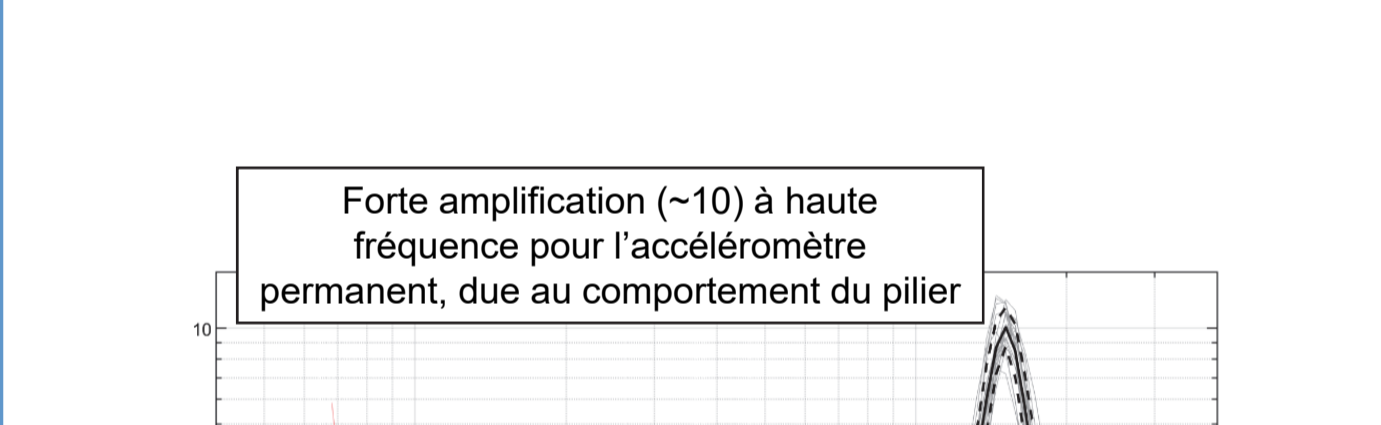 Forte amplification (~10) à haute
fréquence pour l’accéléromètre
permanent, due au comportement du pilier
10